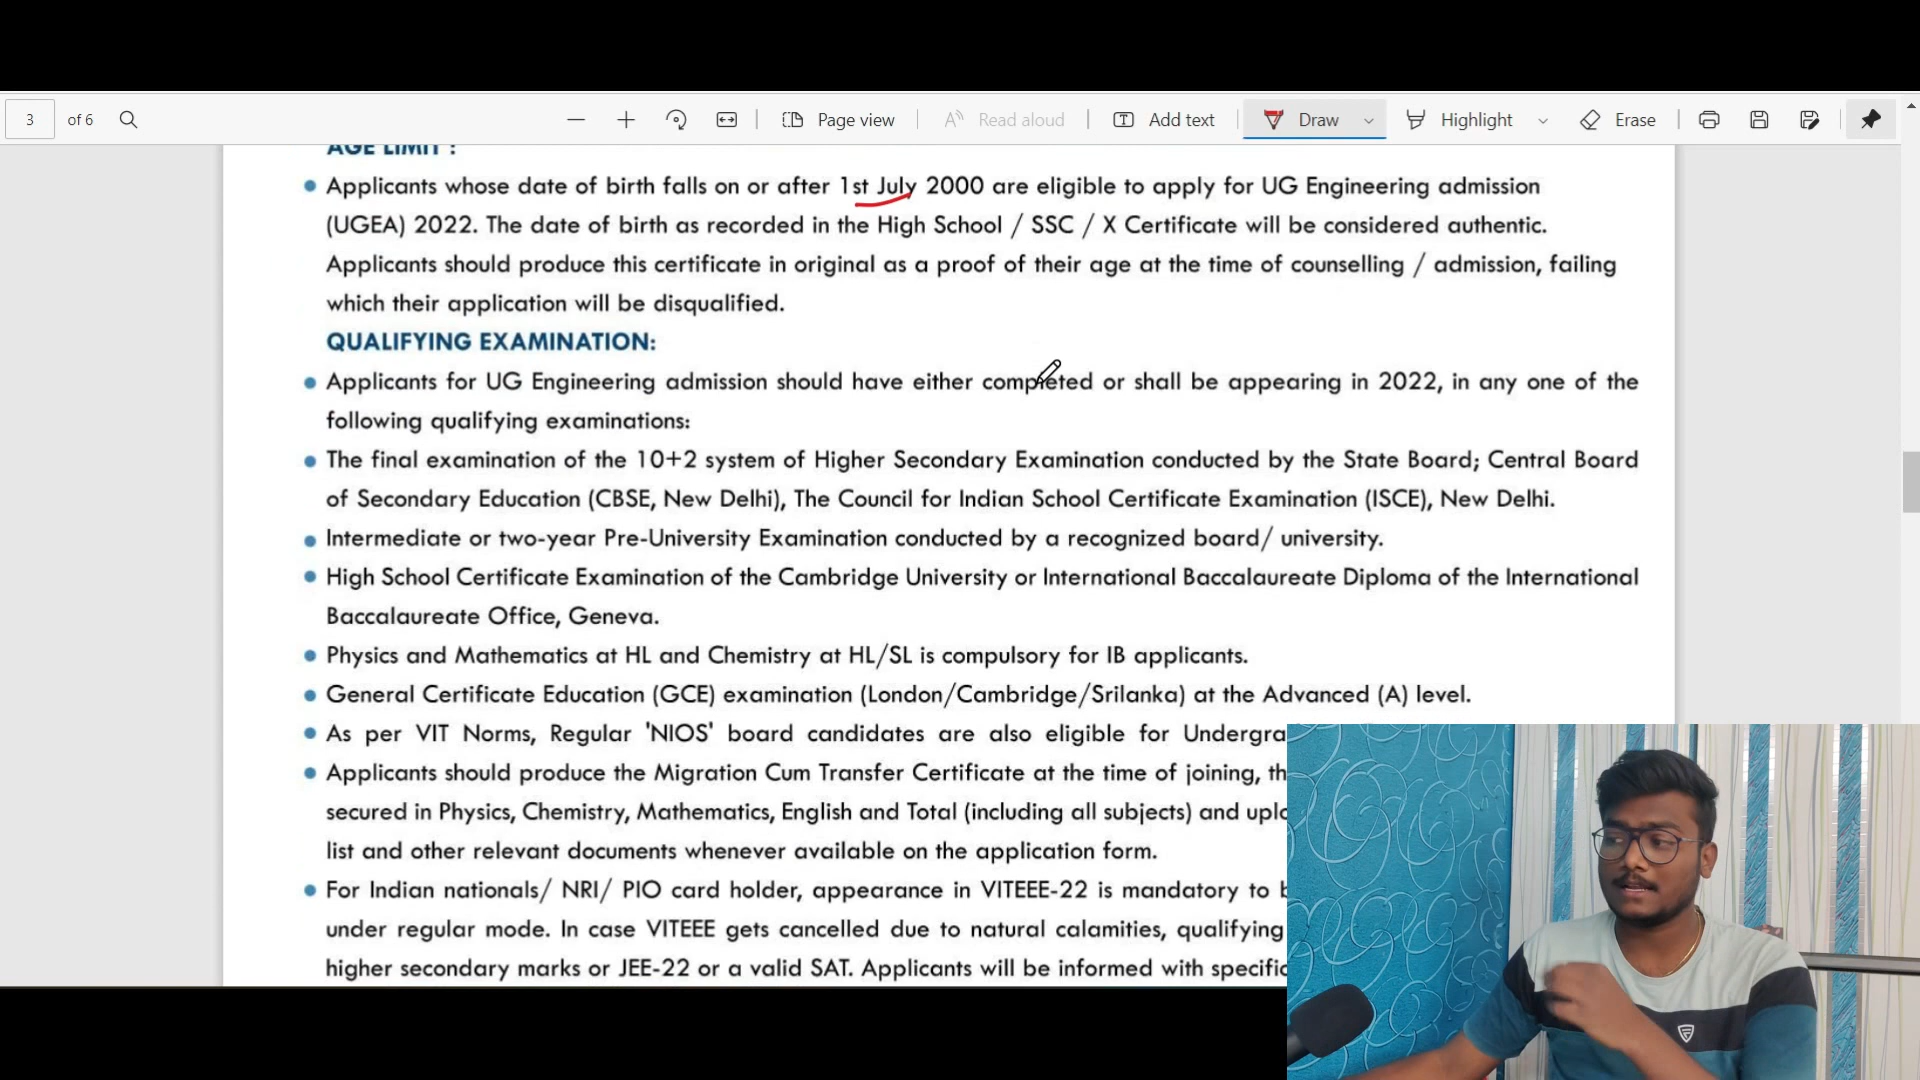 3 of 6 Page view Read aloud Add text Draw Highlight Erase
AGE LIMIT :
Applicants whose date of birth falls on or after 1st July 2000 are eligible to apply for UG Engineering admission
(UGEA) 2022. The date of birth as recorded in the High School / SSC / X Certificate will be considered authentic.
Applicants should produce this certificate in original as a proof of their age at the time of counselling / admission, failing
which their application will be disqualified.
QUALIFYING EXAMINATION:
Applicants for UG Engineering admission should have either completed or shall be appearing in 2022, in any one of the
following qualifying examinations:
The final examination of the 10+2 system of Higher Secondary Examination conducted by the State Board; Central Board
of Secondary Education (CBSE, New Delhi), The Council for Indian School Certificate Examination (ISCE), New Delhi.
Intermediate or two-year Pre-University Examination conducted by a recognized board/ university.
High School Certificate Examination of the Cambridge University or International Baccalaureate Diploma of the International
Baccalaureate Office, Geneva.
Physics and Mathematics at HL and Chemistry at HL/SL is compulsory for IB applicants.
General Certificate Education (GCE) examination (London/Cambridge/Srilanka) at the Advanced (A) level.
As per VIT Norms, Regular 'NIOS' board candidates are also eligible for
Applicants should produce the Migration Cum Transfer Certificate at the time of joining,
secured in Physics, Chemistry, Mathematics, English and Total (including all subjects) and
list and other relevant documents whenever available on the application form.
For Indian nationals/ NRI/ PIO card holder, appearance in VITEEE-22 is mandatory to
under regular mode. In case VITEEE gets cancelled due to natural calamities, qualifying
higher secondary marks or JEE-22 or a valid SAT. Applicants will be informed with